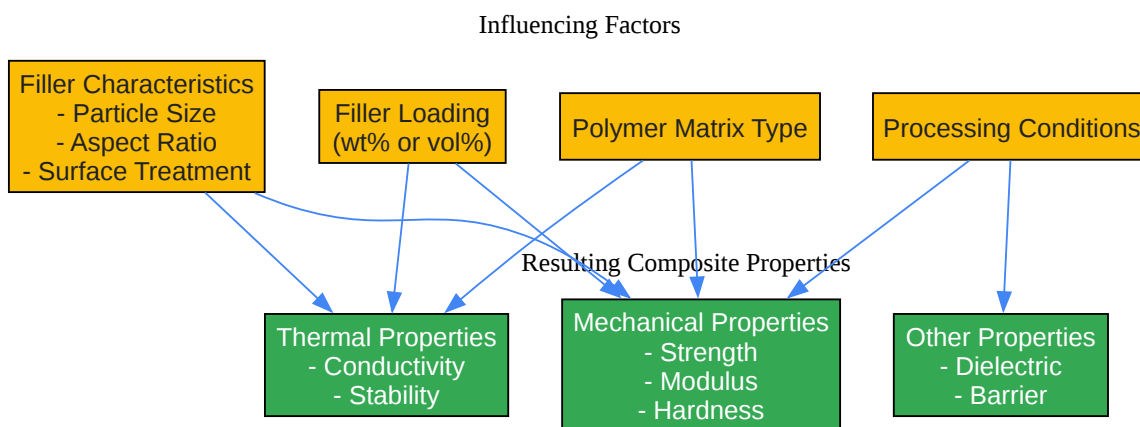 Influencing Factors
Filler Characteristics
- Particle Size
- Aspect Ratio
- Surface Treatment
Filler Loading
(wt% or vol%)
Polymer Matrix Type
Processing Conditions
Resulting Composite Properties
Thermal Properties
- Conductivity
- Stability
Mechanical Properties
- Strength
- Modulus
- Hardness
Other Properties
- Dielectric
- Barrier